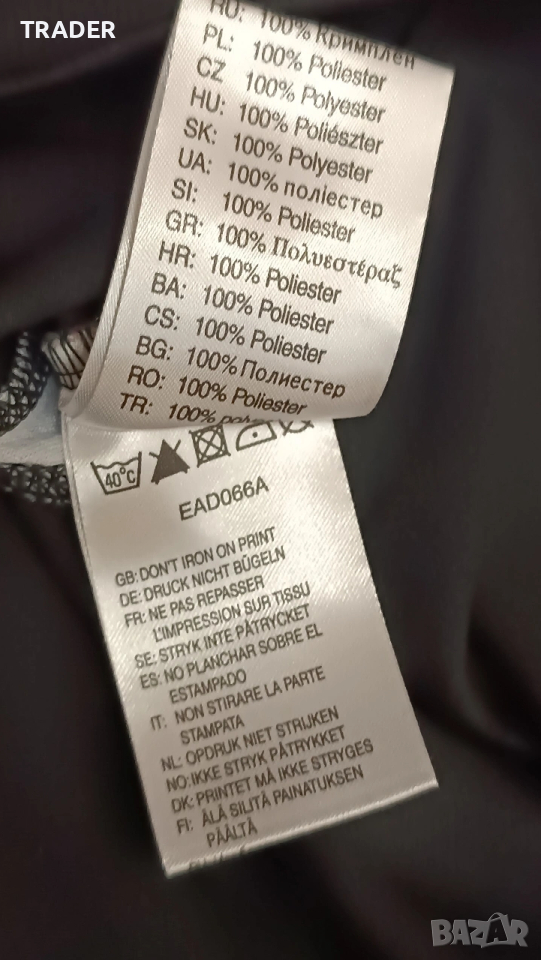 TRADER
RU: 100% Кримплен
PL: 100% Poliester
CZ 100% Polyester
HU: 100% Poliészter
SK: 100% Polyester
UA: 100% поліестер
SI: 100% Poliester
GR: 100% Πολυεστέραζ
HR: 100% Poliester
BA: 100% Poliester
CS: 100% Poliester
BG: 100% Полиестер
RO: 100% Poliester
TR: 100%
40°C
EAD066A
GB: DON'T IRON ON PRINT
DE: DRUCK NICHT BÜGELN
FR: NE PAS REPASSER
L'IMPRESSION SUR TISSU
SE: STRYK INTE PÅTRYCKET
ES: NO PLANCHAR SOBRE EL
ESTAMPADO
IT: NON STIRARE LA PARTE
STAMPATA
NL: OPDRUK NIET STRIJKEN
NO: IKKE STRYK PÅTRYKKET
DK: PRINTET MÅ IKKE STRYGES
FI: ÄLÄ SILITÄ PAINATUKSEN
PÄÄLTÄ
BAZAR